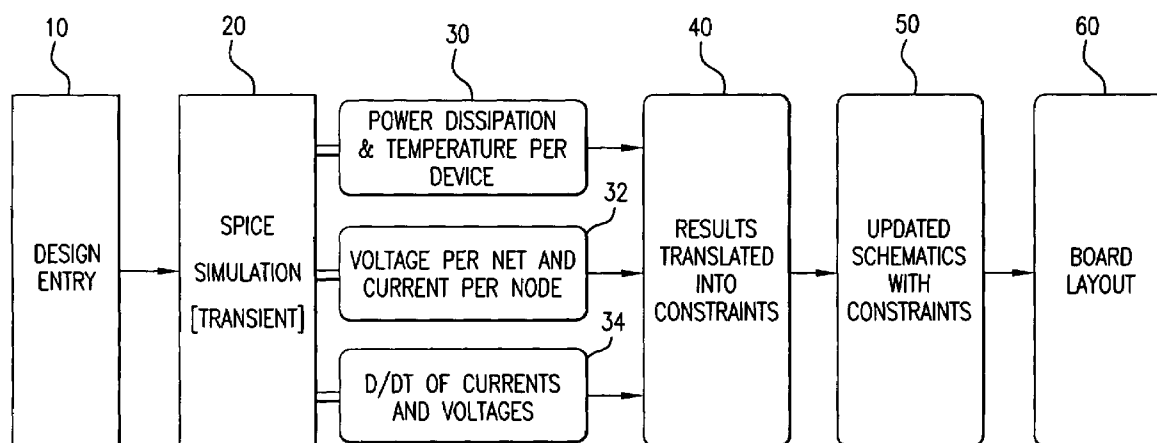 10
20
30
40
50
60
DESIGN
ENTRY
SPICE
SIMULATION
[TRANSIENT]
POWER DISSIPATION
& TEMPERATURE PER
DEVICE
32
VOLTAGE PER NET AND
CURRENT PER NODE
34
D/DT OF CURRENTS
AND VOLTAGES
RESULTS
TRANSLATED
INTO
CONSTRAINTS
UPDATED
SCHEMATICS
WITH
CONSTRAINTS
BOARD
LAYOUT